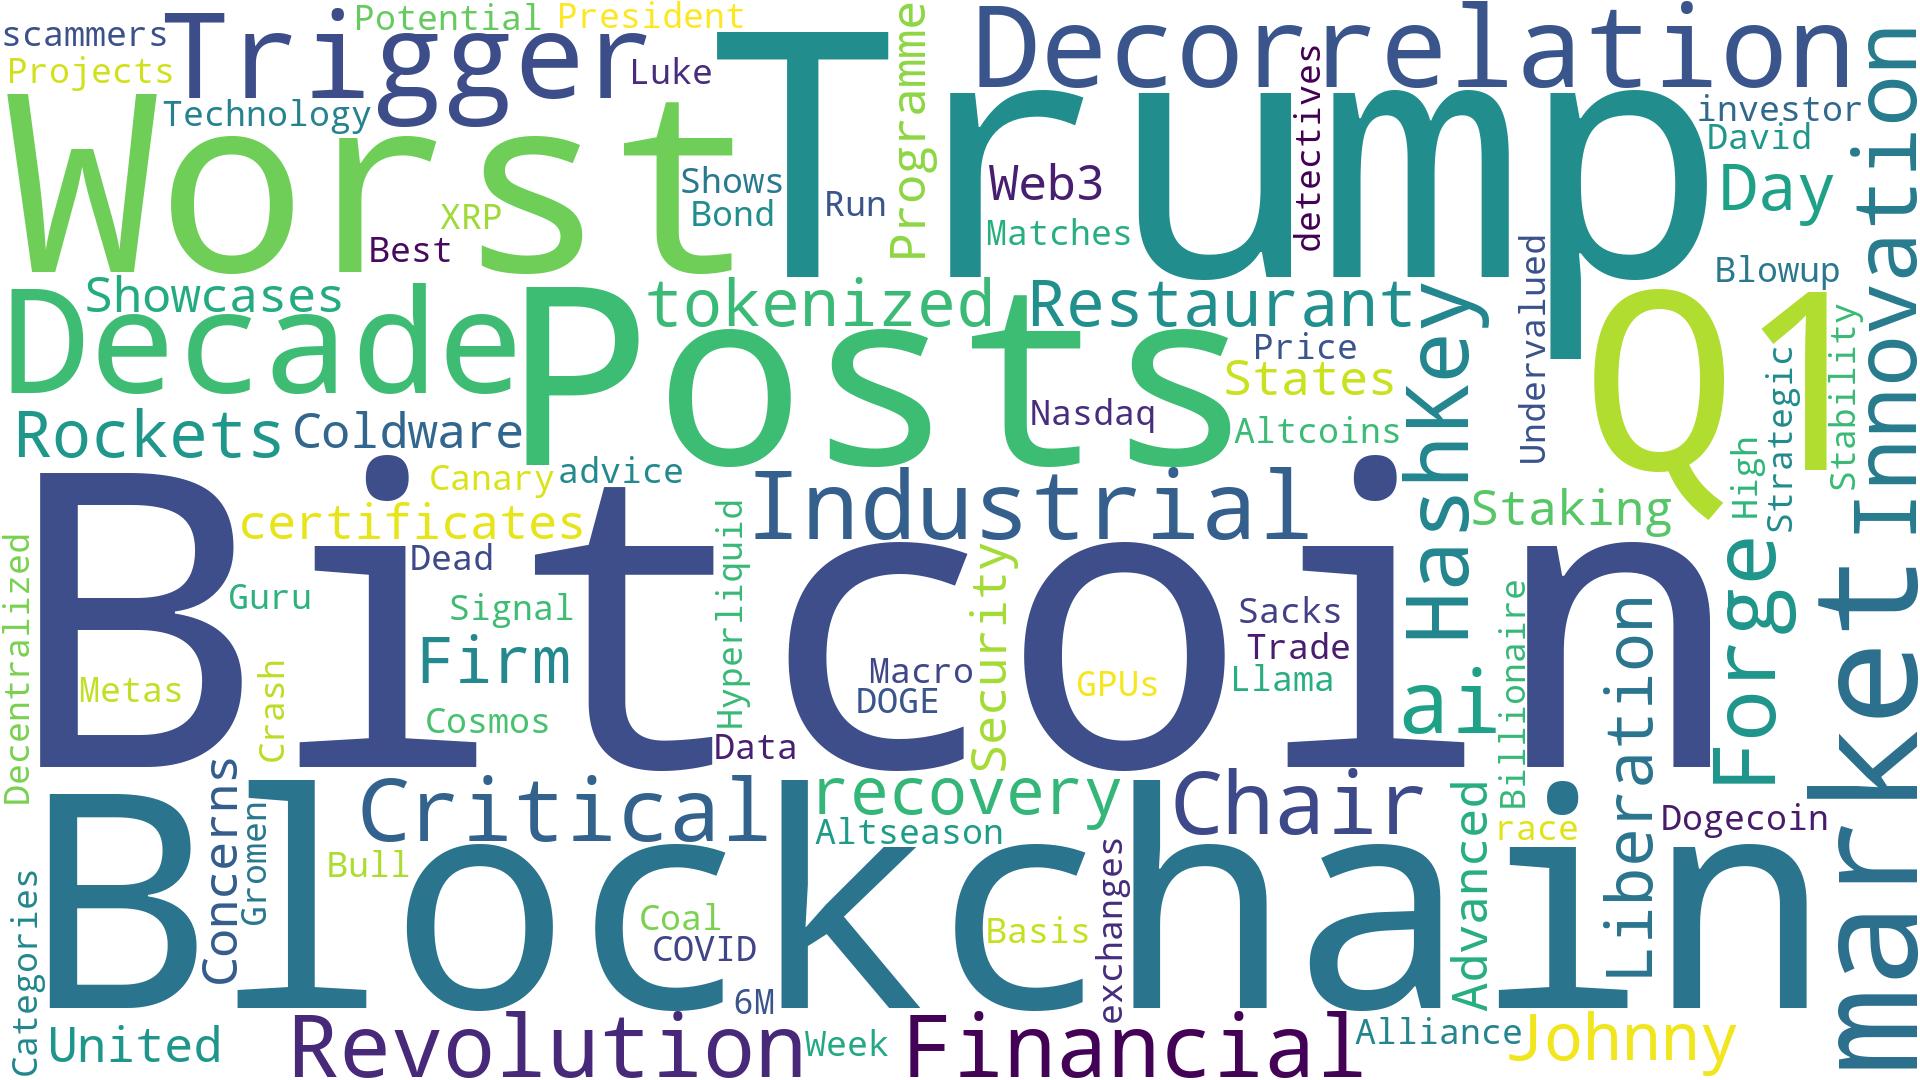 scammers
Trigger
Potential
President
Programme
Decorrelation
Projects
Technology
Luke
Trump
detectives
investor
David
Innovation
Worst
Shows
Bond
Run
Web3
Matches
Day
XRP
Best
Blowup
Decade
Showcases
Posts
tokenized
Restaurant
Hashkey
Undervalued
Q1
Price
States
Strategic
Stability
Rockets
Coldware
Nasdaq
Altcoins
High
Canary
advice
certificates
Industrial
Staking
Bitcoin
Dead
Decentralized
Guru
Signal
Hyperliquid
Security
Sacks
Trade
Llama
Billionaire
Liberation
Forge
market
Metas
Crash
Firm
Macro
DOGE
GPUs
ai
Cosmos
Data
Concerns
Gromen
Critical
recovery
Chair
Altseason
Advanced
race
Dogecoin
Blockchain
Bull
Coal
COVID
Basis
exchanges
Categories
6M
United
Revolution
Week
Financial
Alliance
Johnny